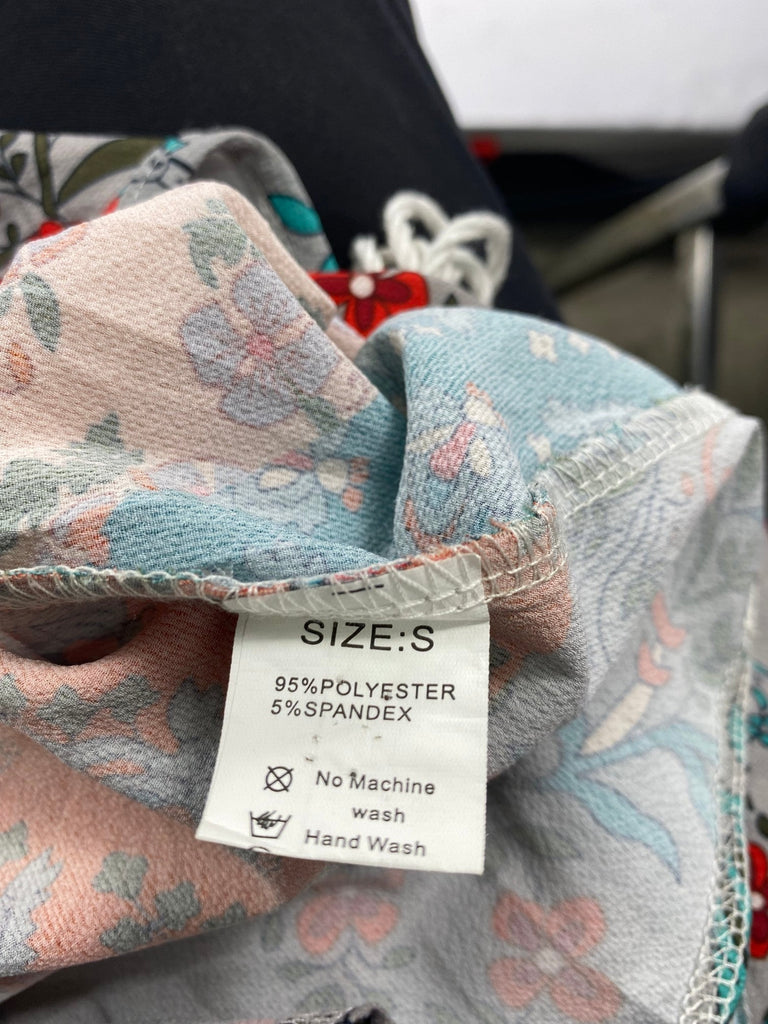 SIZE:S
95%POLYESTER
5%SPANDEX
No Machine
wash
Hand Wash